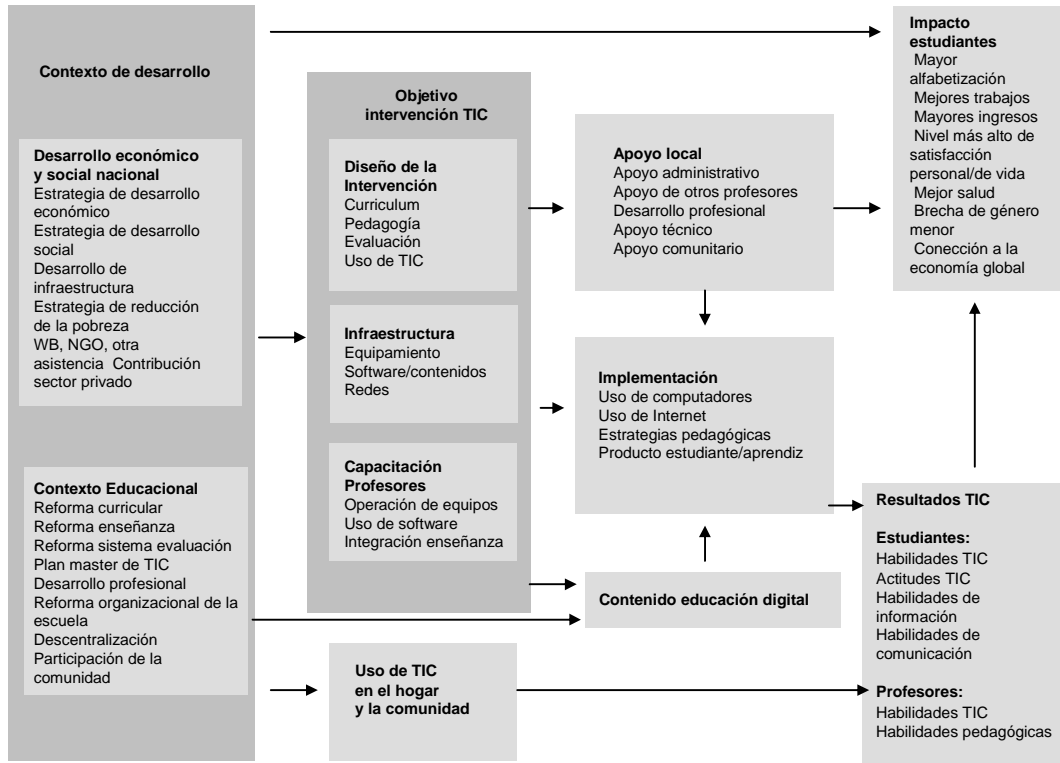 Contexto de desarrollo
Desarrollo económico
y social nacional
Estrategia de desarrollo
económico
Estrategia de desarrollo
social
Desarrollo de
infraestructura
Estrategia de reducción
de la pobreza
WB, NGO, otra
asistencia Contribución
sector privado
Contexto Educacional
Reforma curricular
Reforma enseñanza
Reforma sistema evaluación
Plan master de TIC
Desarrollo profesional
Reforma organizacional de la
escuela
Descentralización
Participación de la
comunidad
Objetivo
intervención TIC
Diseño de la
Intervención
Curriculum
Pedagogía
Evaluación
Uso de TIC
Infraestructura
Equipamiento
Software/contenidos
Redes
Capacitación
Profesores
Operación de equipos
Uso de software
Integración enseñanza
Uso de TIC
en el hogar
y la comunidad
Apoyo local
Apoyo administrativo
Apoyo de otros profesores
Desarrollo profesional
Apoyo técnico
Apoyo comunitario
Implementación
Uso de computadores
Uso de Internet
Estrategias pedagógicas
Producto estudiante/aprendiz
Contenido educación digital
Impacto
estudiantes
Mayor
alfabetización
Mejores trabajos
Mayores ingresos
Nivel más alto de
satisfacción
personal/de vida
Mejor salud
Brecha de género
menor
Conección a la
economía global
Resultados TIC
Estudiantes:
Habilidades TIC
Actitudes TIC
Habilidades de
información
Habilidades de
comunicación
Profesores:
Habilidades TIC
Habilidades pedagógicas